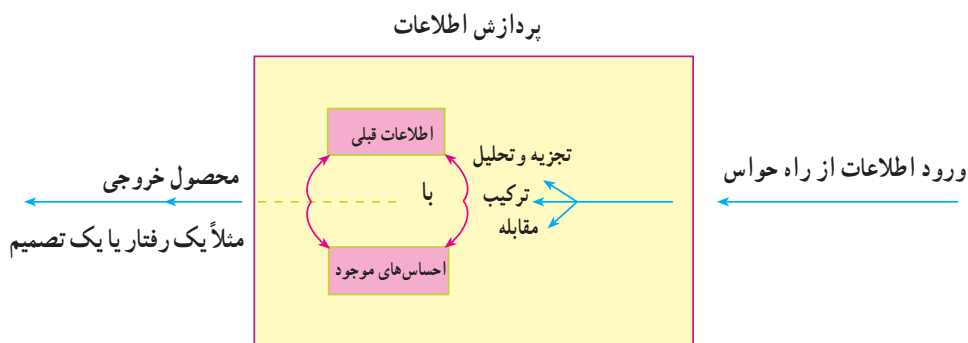 پردازش اطلاعات
ورود اطلاعات از راه حواس
تجزیه و تحلیل
ترکیب
مقابله
با
اطلاعات قبلی
احساس‌های موجود
محصول خروجی
مثلاً یک رفتار یا یک تصمیم